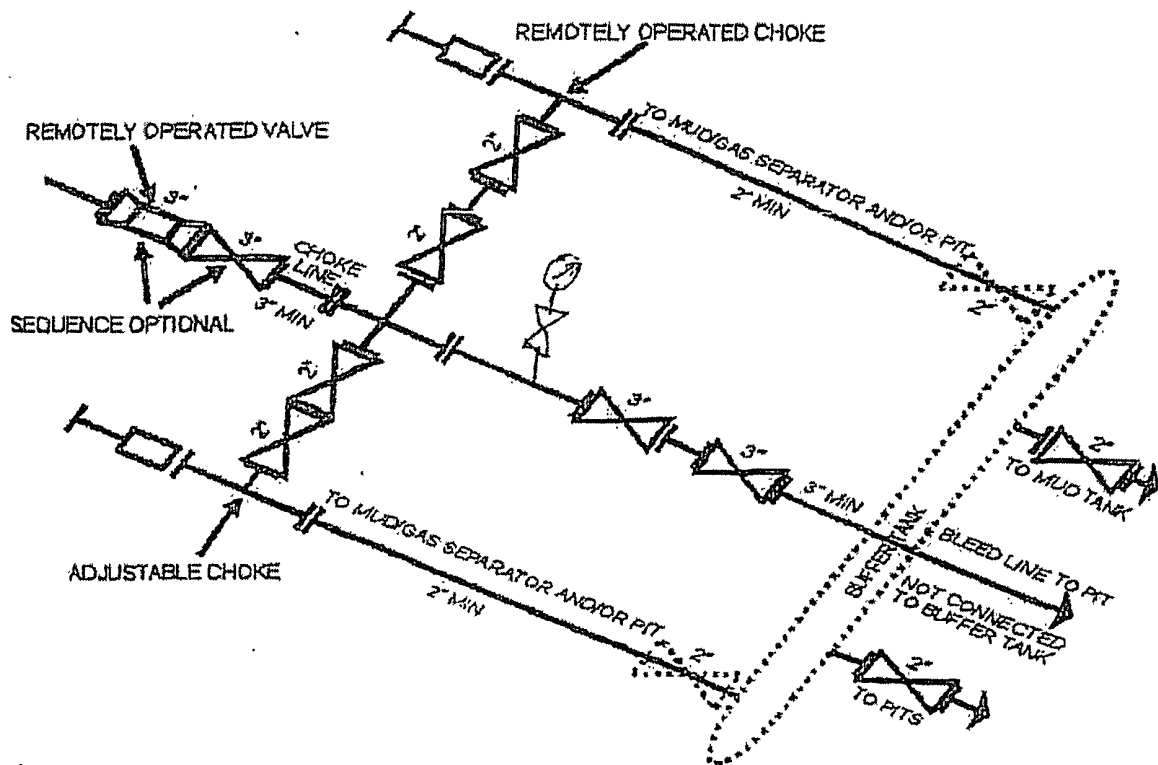 REMOTELY OPERATED CHOKE
REMOTELY OPERATED VALVE
3"
3"
SEQUENCE OPTIONAL
CHOKE
LINE
3" MIN
2"
2"
TO MUD/GAS SEPARATOR AND/OR PIT
2" MIN
2"
2"
2"
ADJUSTABLE CHOKE
TO MUD/GAS SEPARATOR AND/OR PIT
2" MIN
2"
3"
3"
3" MIN
BUFFER TANK
2"
TO MUD TANK
BLEED LINE TO PIT
NOT CONNECTED
TO BUFFER TANK
2"
TO PITS